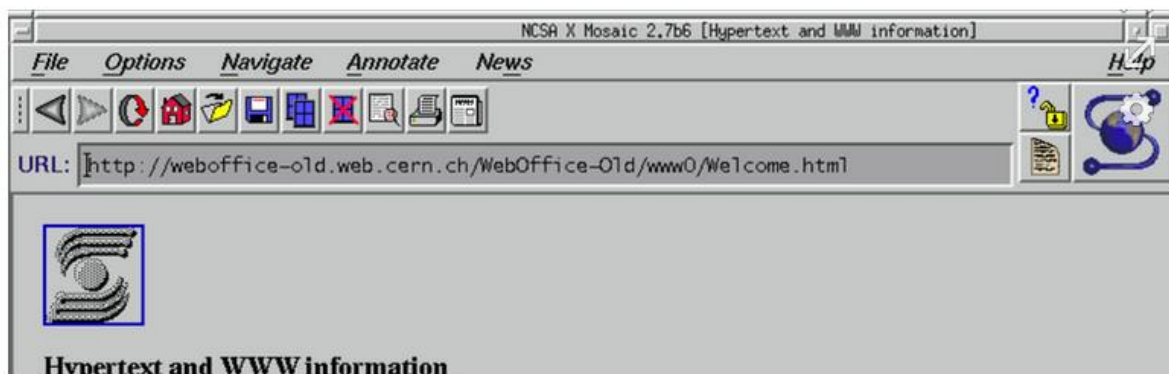 NCSA X Mosaic 2.7b6 [Hypertext and WWW information]
File Options Navigate Annotate News Help
URL: http://weboffice-old.web.cern.ch/WebOffice-Old/www0/Welcome.html
Hypertext and WWW information